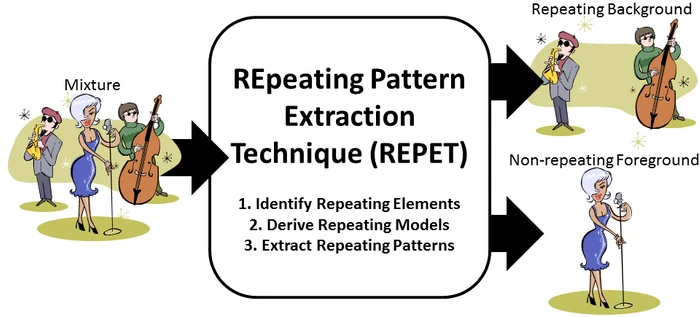 Mixture
REpeating Pattern
Extraction
Technique (REPET)
1. Identify Repeating Elements
2. Derive Repeating Models
3. Extract Repeating Patterns
Repeating Background
Non-repeating Foreground